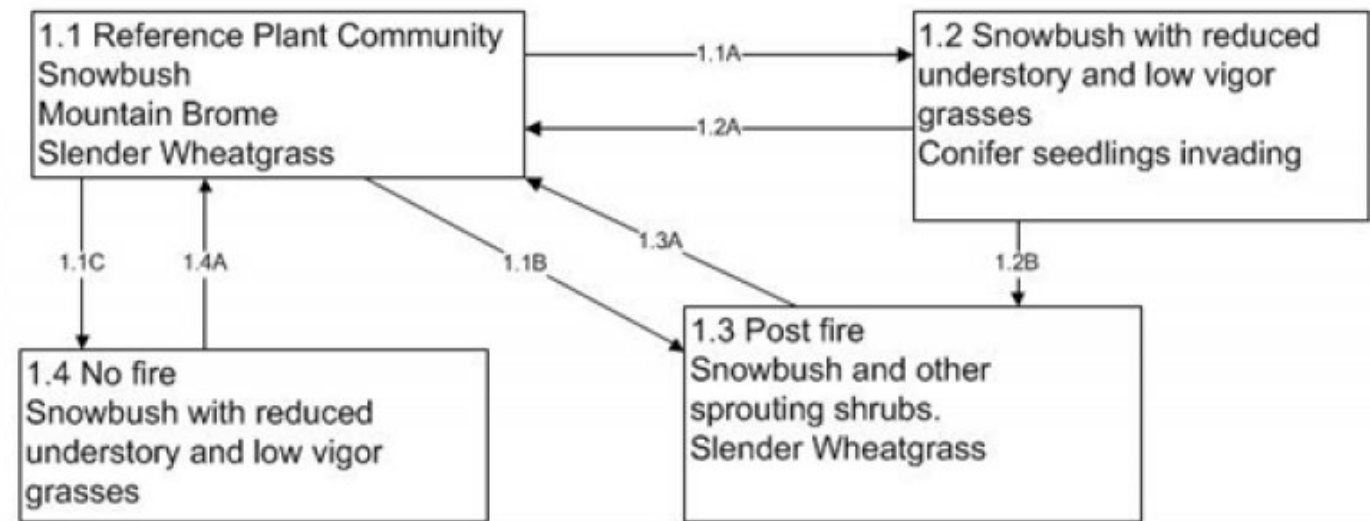 1.1 Reference Plant Community
Snowbush
Mountain Brome
Slender Wheatgrass
1.1A
1.2A
1.2 Snowbush with reduced
understory and low vigor
grasses
Conifer seedlings invading
1.1C
1.4A
1.1B
1.3A
1.2B
1.4 No fire
Snowbush with reduced
understory and low vigor
grasses
1.3 Post fire
Snowbush and other
sprouting shrubs.
Slender Wheatgrass